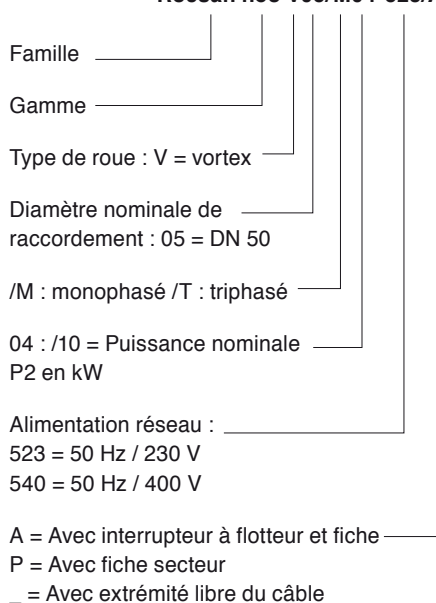 Famille
Gamme
Type de roue : V = vortex
Diamètre nominale de
raccordement : 05 = DN 50
/M : monophasé /T : triphasé
04 : /10 = Puissance nominale
P2 en kW
Alimentation réseau :
523 = 50 Hz / 230 V
540 = 50 Hz / 400 V
A = Avec interrupteur à flotteur et fiche
P = Avec fiche secteur
_ = Avec extrémité libre du câble